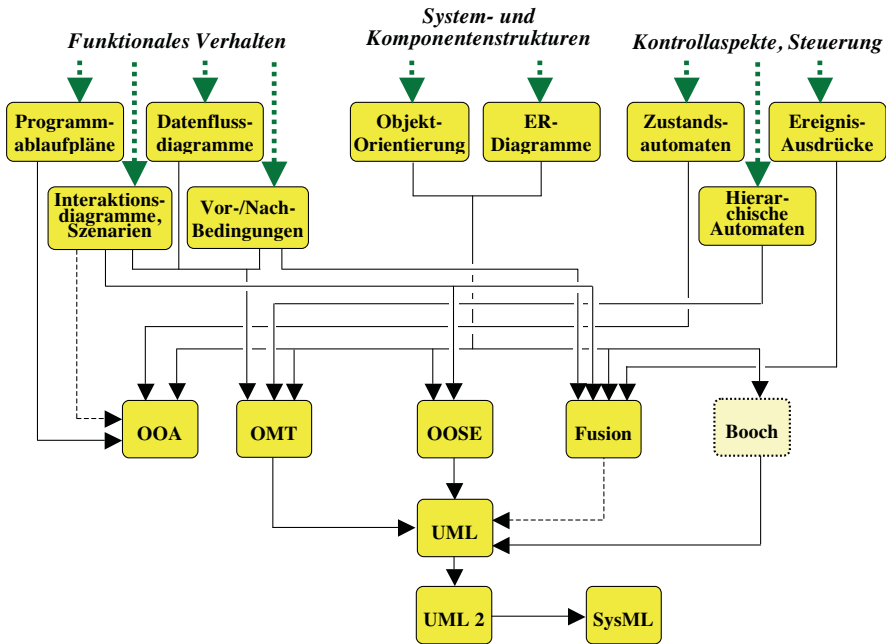 Funktionales Verhalten
System- und
Komponentenstrukturen
Kontrollaspekte, Steuerung
Programm-
ablaufpläne
Datenfluss-
diagramme
Objekt-
Orientierung
ER-
Diagramme
Zustands-
automaten
Ereignis-
Ausdrücke
Interaktions-
diagramme,
Szenarien
Vor-/Nach-
Bedingungen
Hierar-
chische
Automaten
OOA
OMT
OOSE
Fusion
Booch
UML
UML 2
SysML